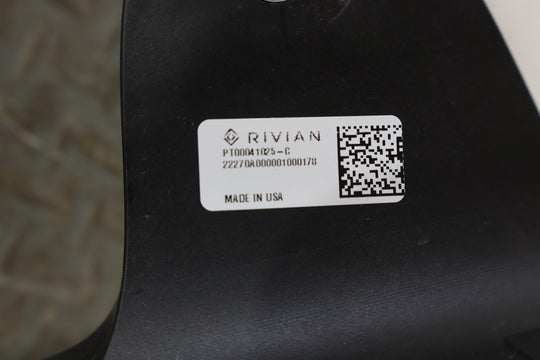 RIVIAN
PT00041025-C
22270A000001000178
MADE IN USA